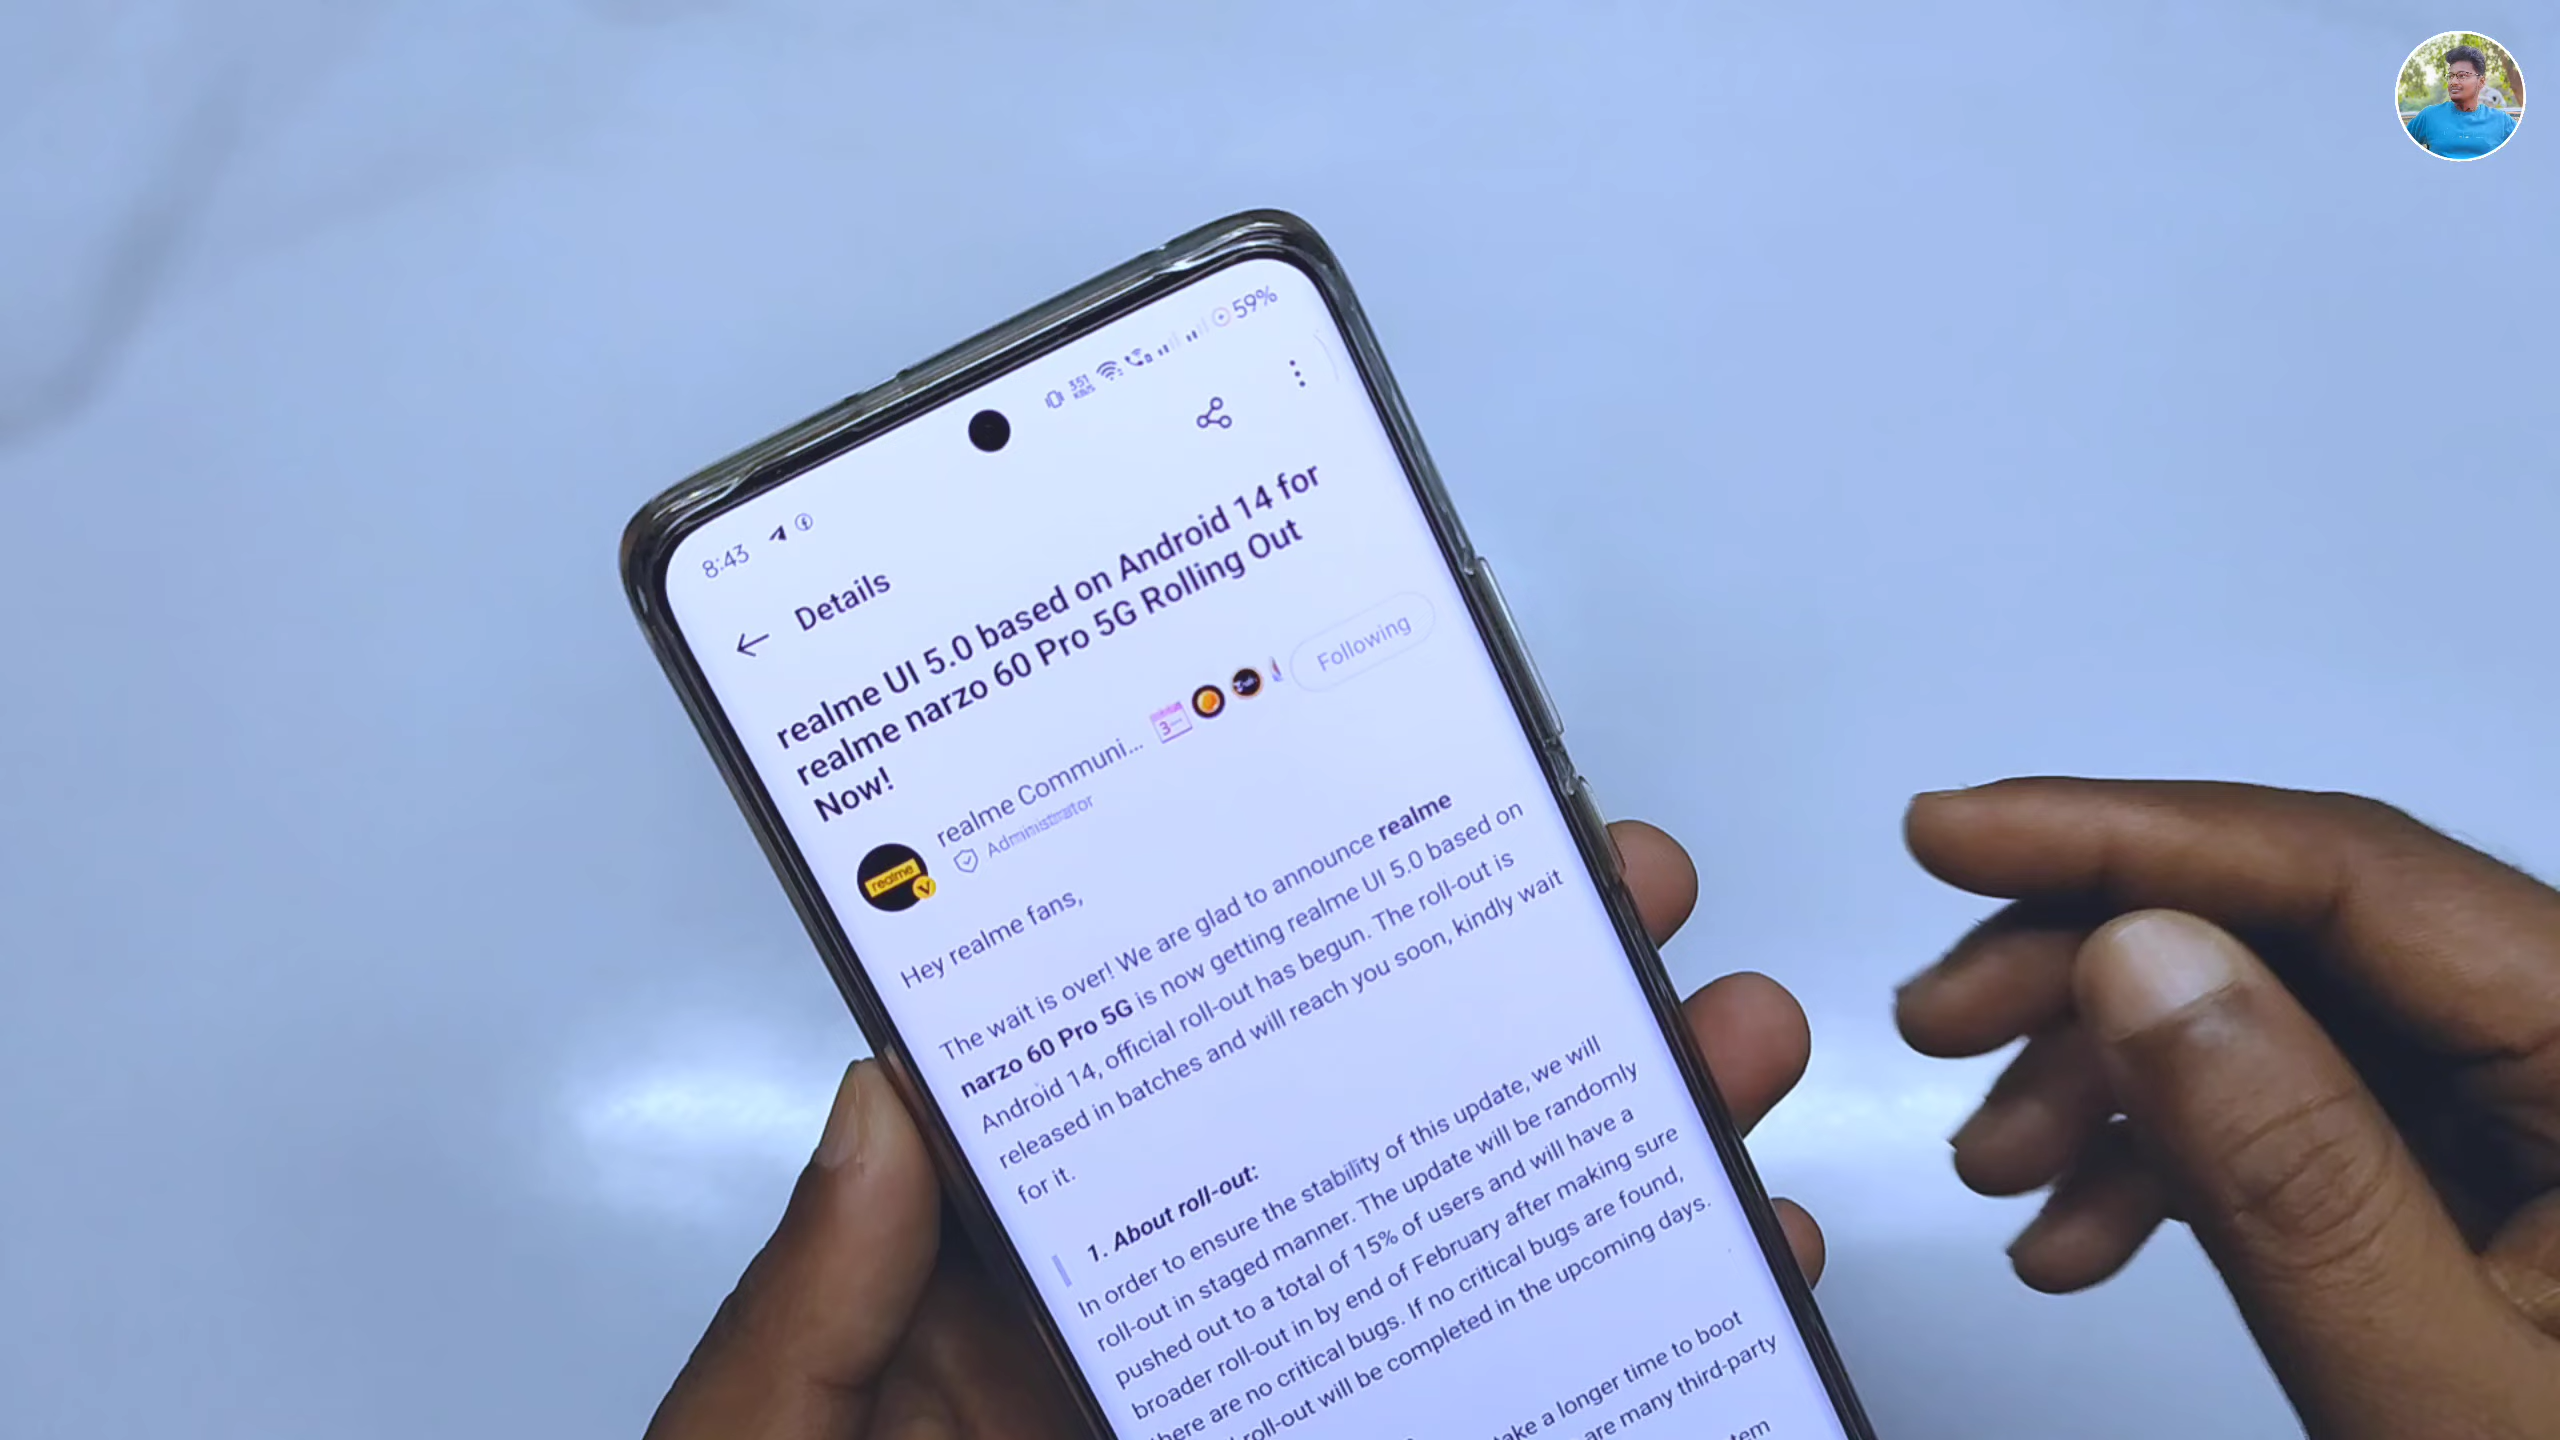 8:43
351 KB/S
59%
Details
realme UI 5.0 based on Android 14 for
realme narzo 60 Pro 5G Rolling Out
Now!
realme Communi...
Following
Administrator
realme
Hey realme fans,
The wait is over! We are glad to announce realme
narzo 60 Pro 5G is now getting realme UI 5.0 based on
Android 14, official roll-out has begun. The roll-out is
released in batches and will reach you soon, kindly wait
for it.
1. About roll-out:
In order to ensure the stability of this update, we will
roll-out in staged manner. The update will be randomly
pushed out to a total of 15% of users and will have a
broader roll-out in by end of February after making sure
there are no critical bugs. If no critical bugs are found,
roll-out will be completed in the upcoming days.
take a longer time to boot
are many third-party